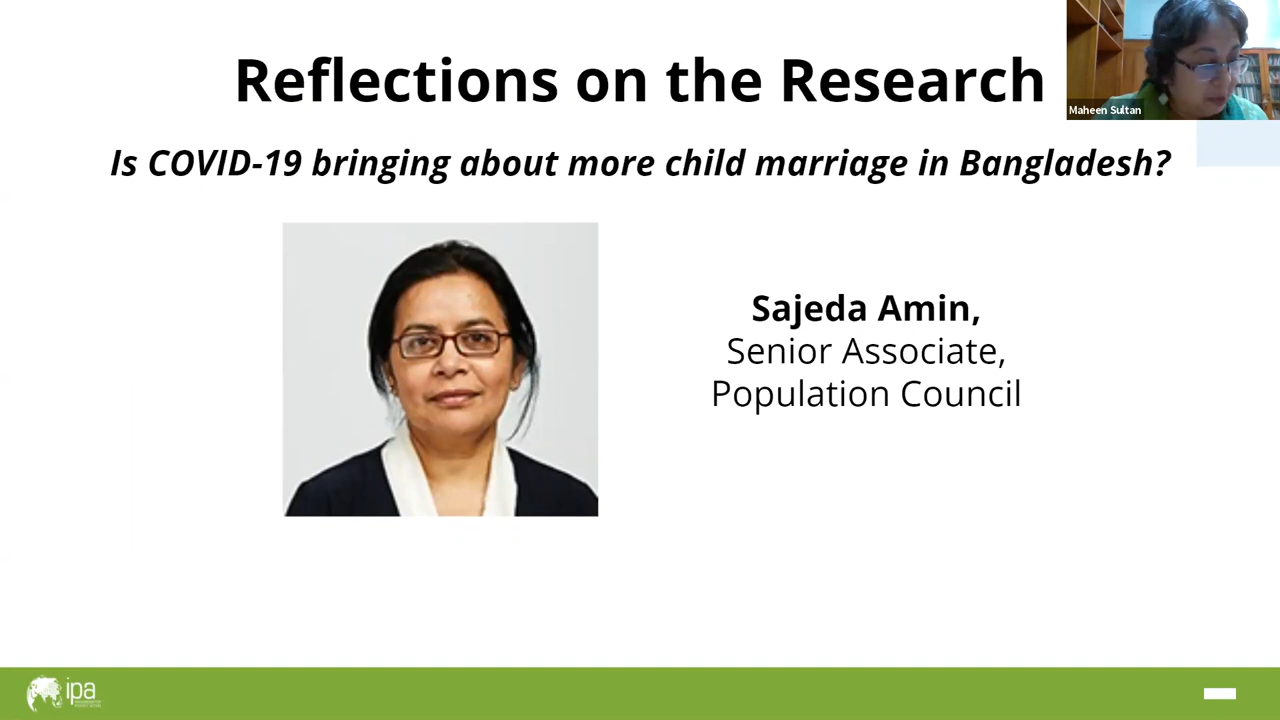 Reflections on the Research
Maheen Sultan
Is COVID-19 bringing about more child marriage in Bangladesh?
Sajeda Amin,
Senior Associate,
Population Council
ipa